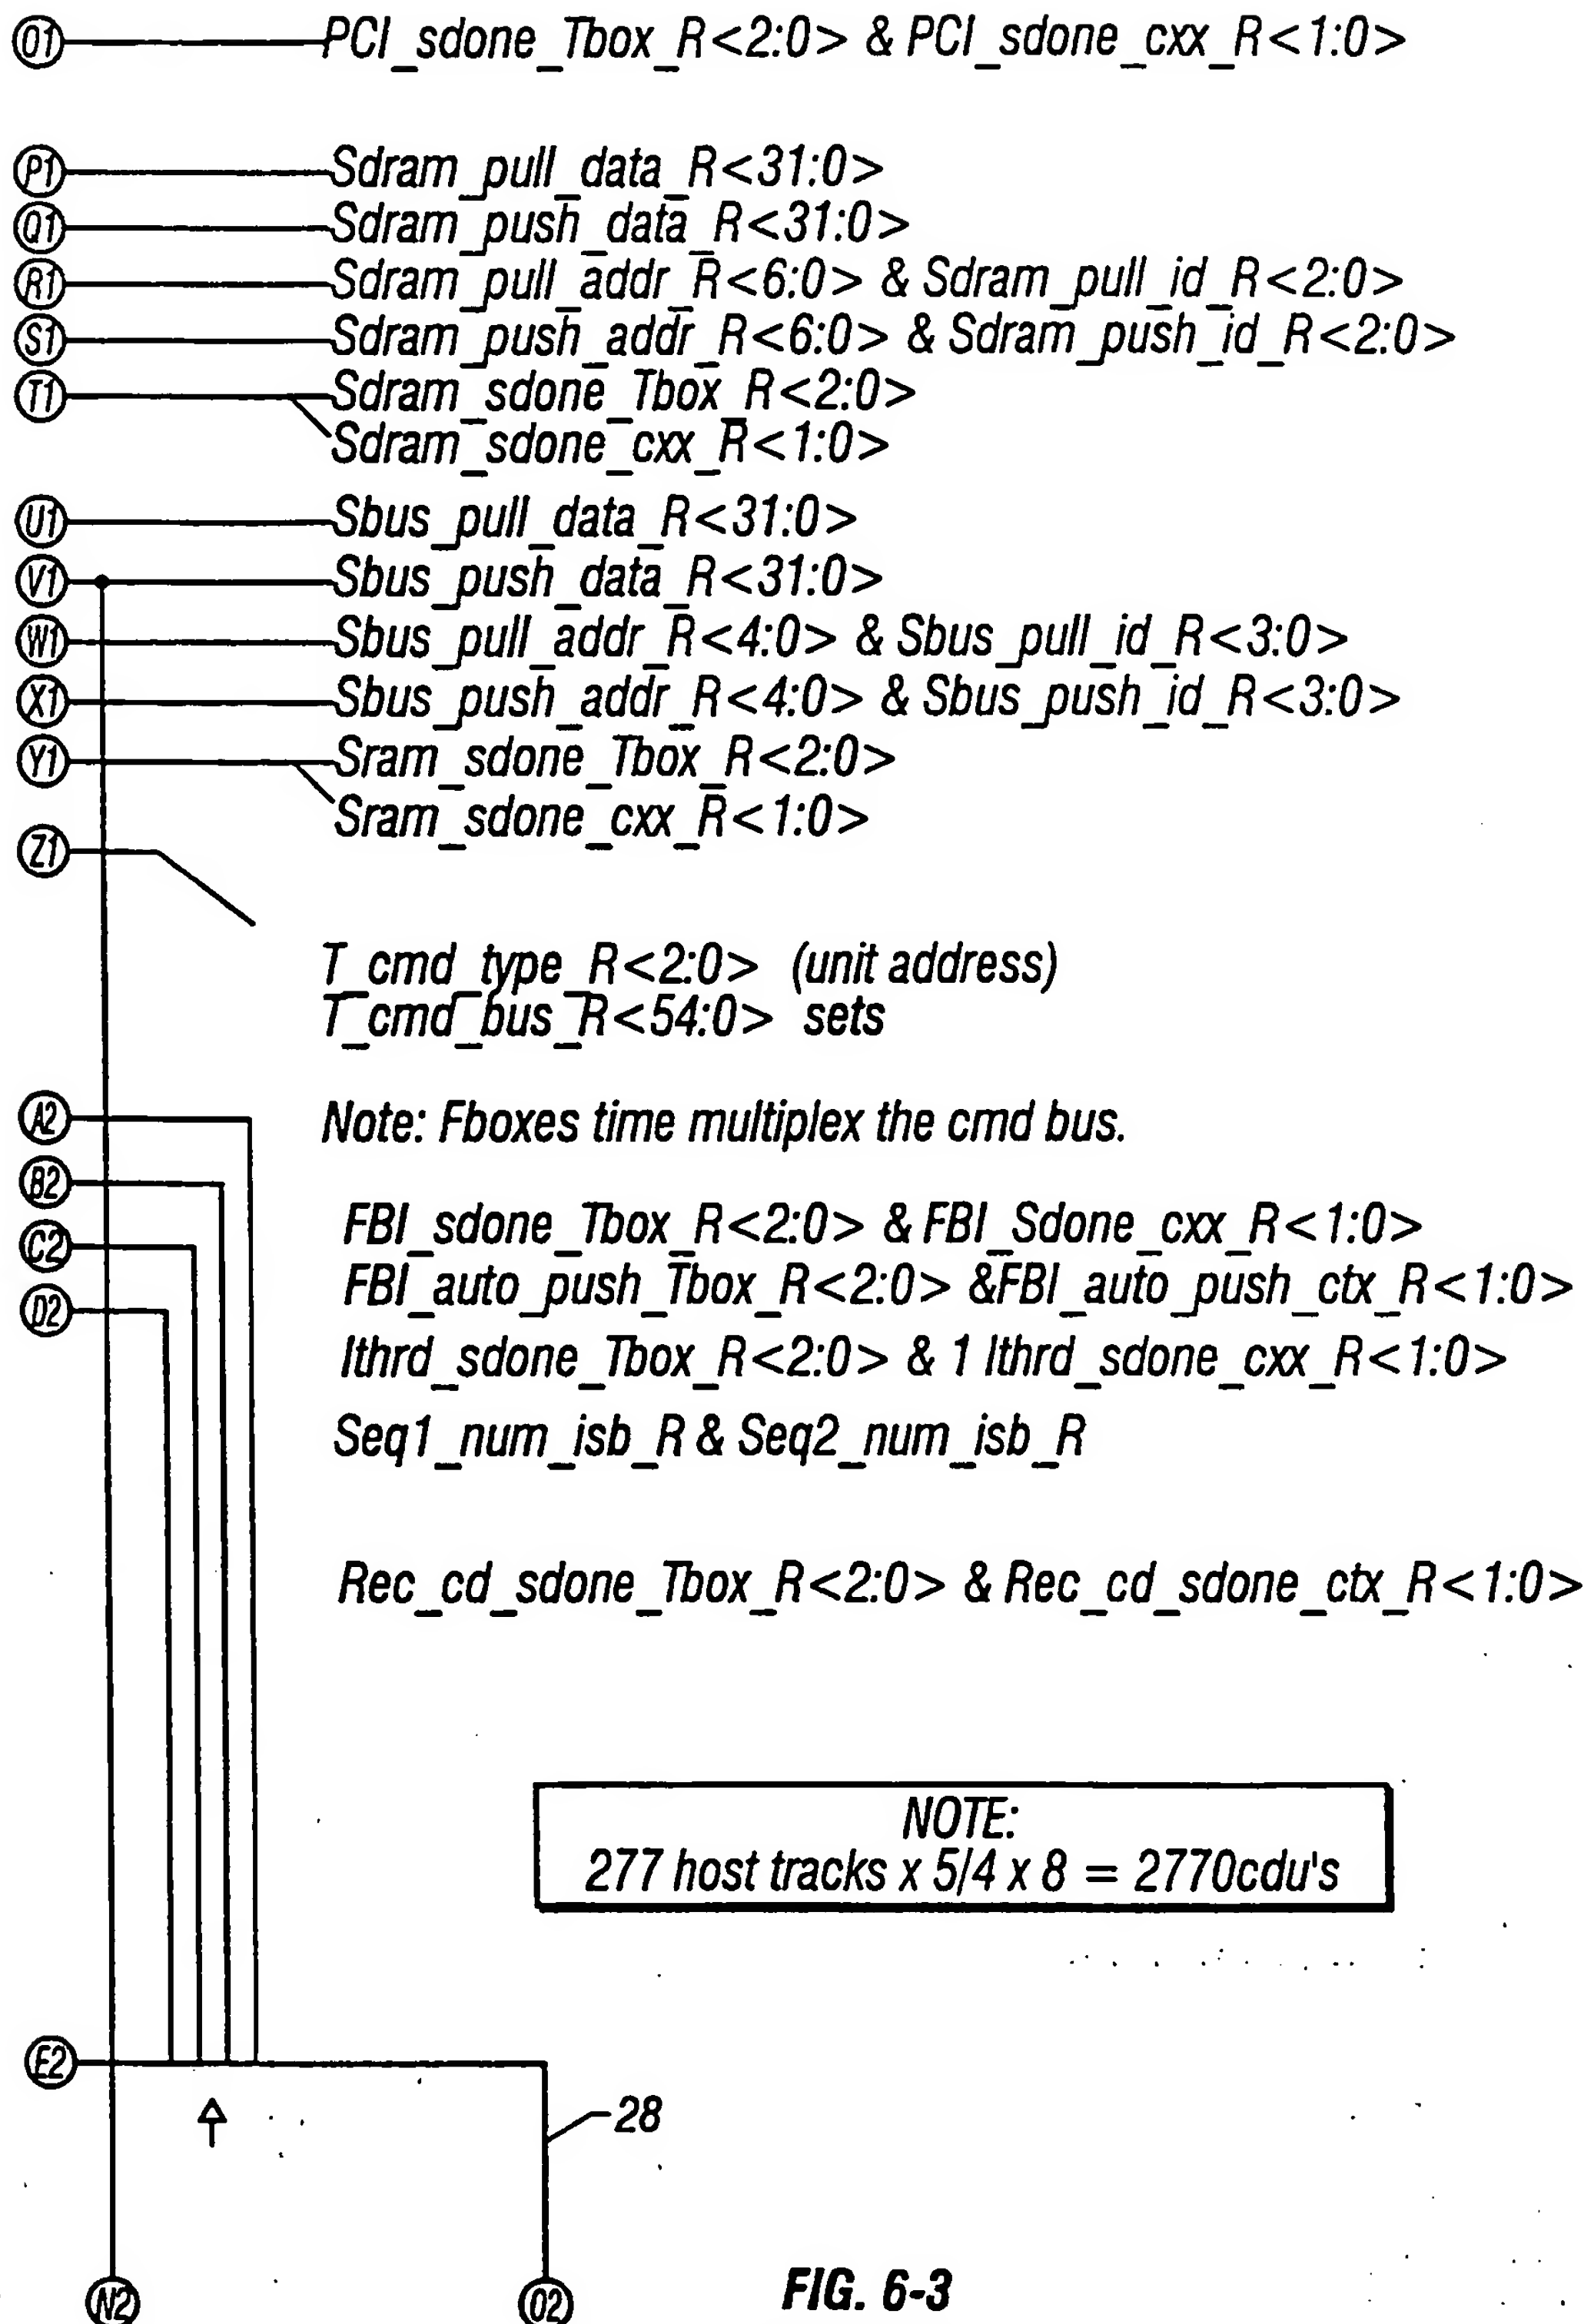 O1 PCI_sdone_Tbox_R<2:0> & PCI_sdone_cxx_R<1:0>
P1 Sdram_pull_data_R<31:0>
Q1 Sdram_push_data_R<31:0>
R1 Sdram_pull_addr_R<6:0> & Sdram_pull_id_R<2:0>
S1 Sdram_push_addr_R<6:0> & Sdram_push_id_R<2:0>
T1 Sdram_sdone_Tbox_R<2:0>
Sdram_sdone_cxx_R<1:0>
U1 Sbus_pull_data_R<31:0>
V1 Sbus_push_data_R<31:0>
W1 Sbus_pull_addr_R<4:0> & Sbus_pull_id_R<3:0>
X1 Sbus_push_addr_R<4:0> & Sbus_push_id_R<3:0>
Y1 Sram_sdone_Tbox_R<2:0>
Sram_sdone_cxx_R<1:0>
Z1
T_cmd_type_R<2:0> (unit address)
T_cmd_bus_R<54:0> sets
A2 Note: Fboxes time multiplex the cmd bus.
B2
FBI_sdone_Tbox_R<2:0> & FBI_Sdone_cxx_R<1:0>
C2
FBI_auto_push_Tbox_R<2:0> &FBI_auto_push_ctx_R<1:0>
D2
Ithrd_sdone_Tbox_R<2:0> & 1 Ithrd_sdone_cxx_R<1:0>
Seq1_num_isb_R & Seq2_num_isb_R
Rec_cd_sdone_Tbox_R<2:0> & Rec_cd_sdone_ctx_R<1:0>
NOTE:
277 host tracks x 5/4 x 8 = 2770cdu's
E2
28
N2
O2
FIG. 6-3